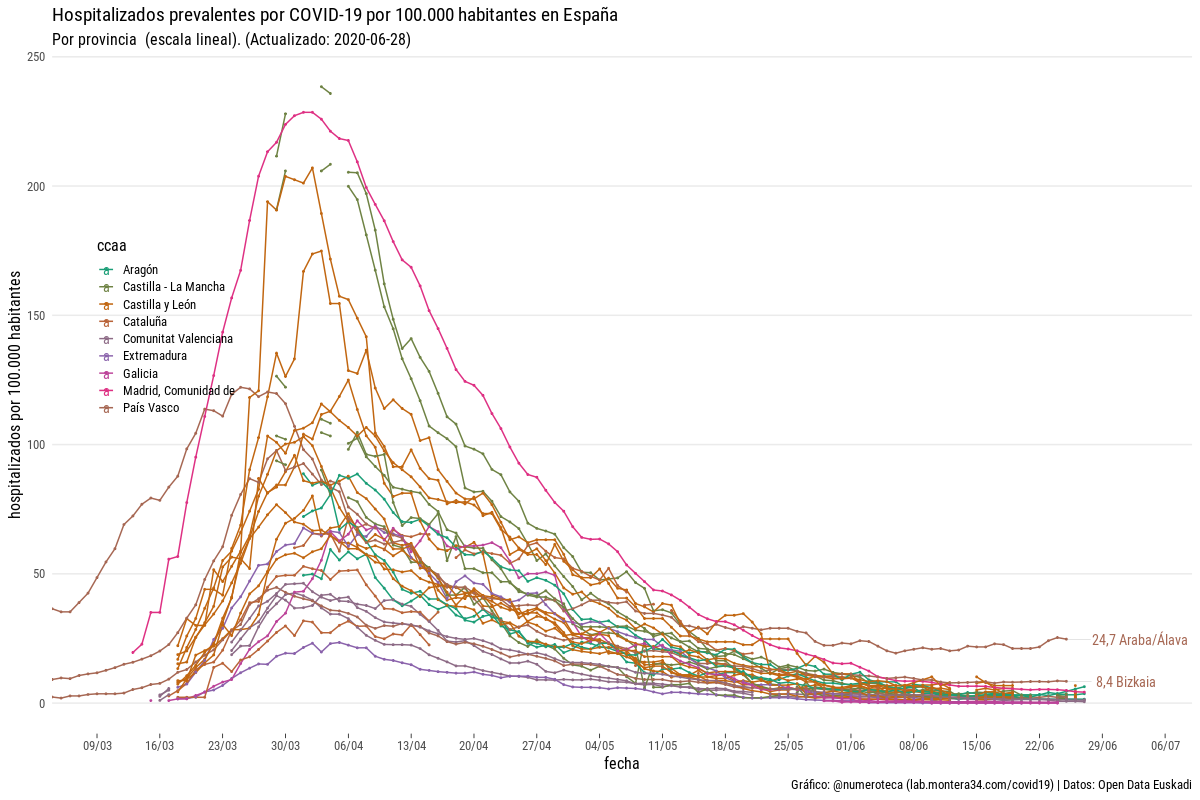 Hospitalizados prevalentes por COVID-19 por 100.000 habitantes en España
Por provincia (escala lineal). (Actualizado: 2020-06-28)
250
200
150
100
50
0
hospitalizados por 100.000 habitantes
ccaa
Aragón
Castilla - La Mancha
Castilla y León
Cataluña
Comunitat Valenciana
Extremadura
Galicia
Madrid, Comunidad de
País Vasco
24,7 Araba/Álava
8,4 Bizkaia
09/03 16/03 23/03 30/03 06/04 13/04 20/04 27/04 04/05 11/05 18/05 25/05 01/06 08/06 15/06 22/06 29/06 06/07
fecha
Gráfico: @numeroteca (lab.montera34.com/covid19) | Datos: Open Data Euskadi